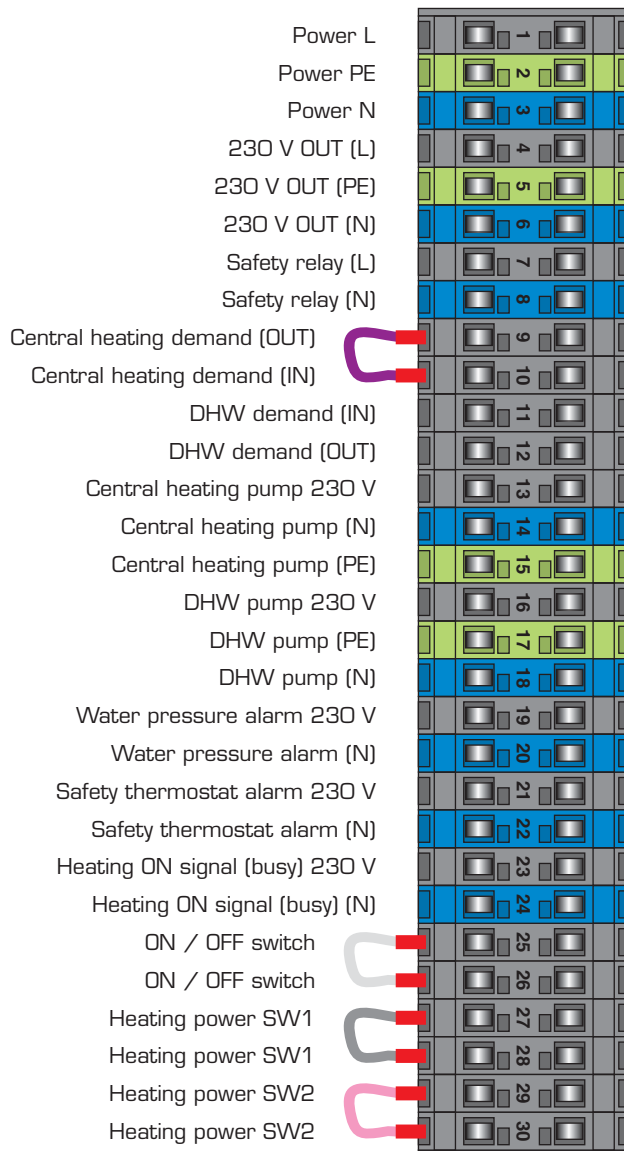 Power L 1
Power PE 2
Power N 3
230 V OUT (L) 4
230 V OUT (PE) 5
230 V OUT (N) 6
Safety relay (L) 7
Safety relay (N) 8
Central heating demand (OUT) 9
Central heating demand (IN) 10
DHW demand (IN) 11
DHW demand (OUT) 12
Central heating pump 230 V 13
Central heating pump (N) 14
Central heating pump (PE) 15
DHW pump 230 V 16
DHW pump (PE) 17
DHW pump (N) 18
Water pressure alarm 230 V 19
Water pressure alarm (N) 20
Safety thermostat alarm 230 V 21
Safety thermostat alarm (N) 22
Heating ON signal (busy) 230 V 23
Heating ON signal (busy) (N) 24
ON / OFF switch 25
ON / OFF switch 26
Heating power SW1 27
Heating power SW1 28
Heating power SW2 29
Heating power SW2 30